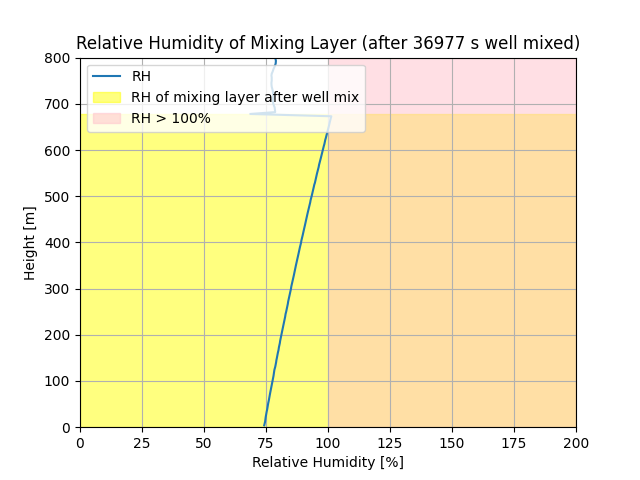 Relative Humidity of Mixing Layer (after 36977 s well mixed)
800
700
600
500
400
300
200
100
0
Height [m]
RH
RH of mixing layer after well mix
RH > 100%
0 25 50 75 100 125 150 175 200
Relative Humidity [%]